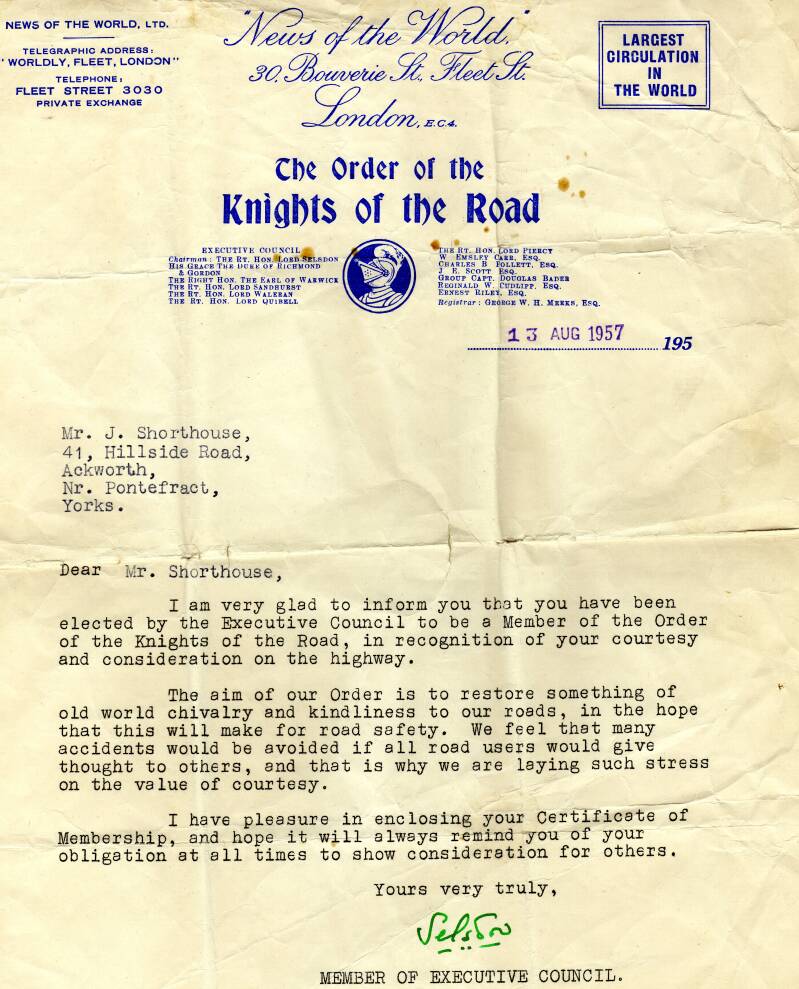 NEWS OF THE WORLD, LTD.
TELEGRAPHIC ADDRESS:
"WORLDLY, FLEET, LONDON"
TELEPHONE:
FLEET STREET 3030
PRIVATE EXCHANGE
"News of the World."
30, Bouverie St., Fleet St.
London, E.C.4.
LARGEST
CIRCULATION
IN
THE WORLD
The Order of the
Knights of the Road
EXECUTIVE COUNCIL
Chairman: THE RT. HON. LORD SELSDON
HIS GRACE THE DUKE OF RICHMOND
& GORDON
THE RIGHT HON. THE EARL OF WARWICK
THE RT. HON. LORD SANDHURST
THE RT. HON. LORD WALERAN
THE RT. HON. LORD QUIBELL
THE RT. HON. LORD PIERCY
W EMSLEY CARR, ESQ.
CHARLES B FOLLETT, ESQ.
J. E. SCOTT ESQ.
GROUP CAPT. DOUGLAS BADER
REGINALD W. CUDLIPP, ESQ.
ERNEST RILEY, ESQ.
Registrar: GEORGE W. H. MEEKS, ESQ.
13 AUG 1957
195
Mr. J. Shorthouse,
41, Hillside Road,
Ackworth,
Nr. Pontefract,
Yorks.
Dear Mr. Shorthouse,
I am very glad to inform you that you have been
elected by the Executive Council to be a Member of the Order
of the Knights of the Road, in recognition of your courtesy
and consideration on the highway.
The aim of our Order is to restore something of
old world chivalry and kindliness to our roads, in the hope
that this will make for road safety. We feel that many
accidents would be avoided if all road users would give
thought to others, and that is why we are laying such stress
on the value of courtesy.
I have pleasure in enclosing your Certificate of
Membership, and hope it will always remind you of your
obligation at all times to show consideration for others.
Yours very truly,
Selsdon
MEMBER OF EXECUTIVE COUNCIL.